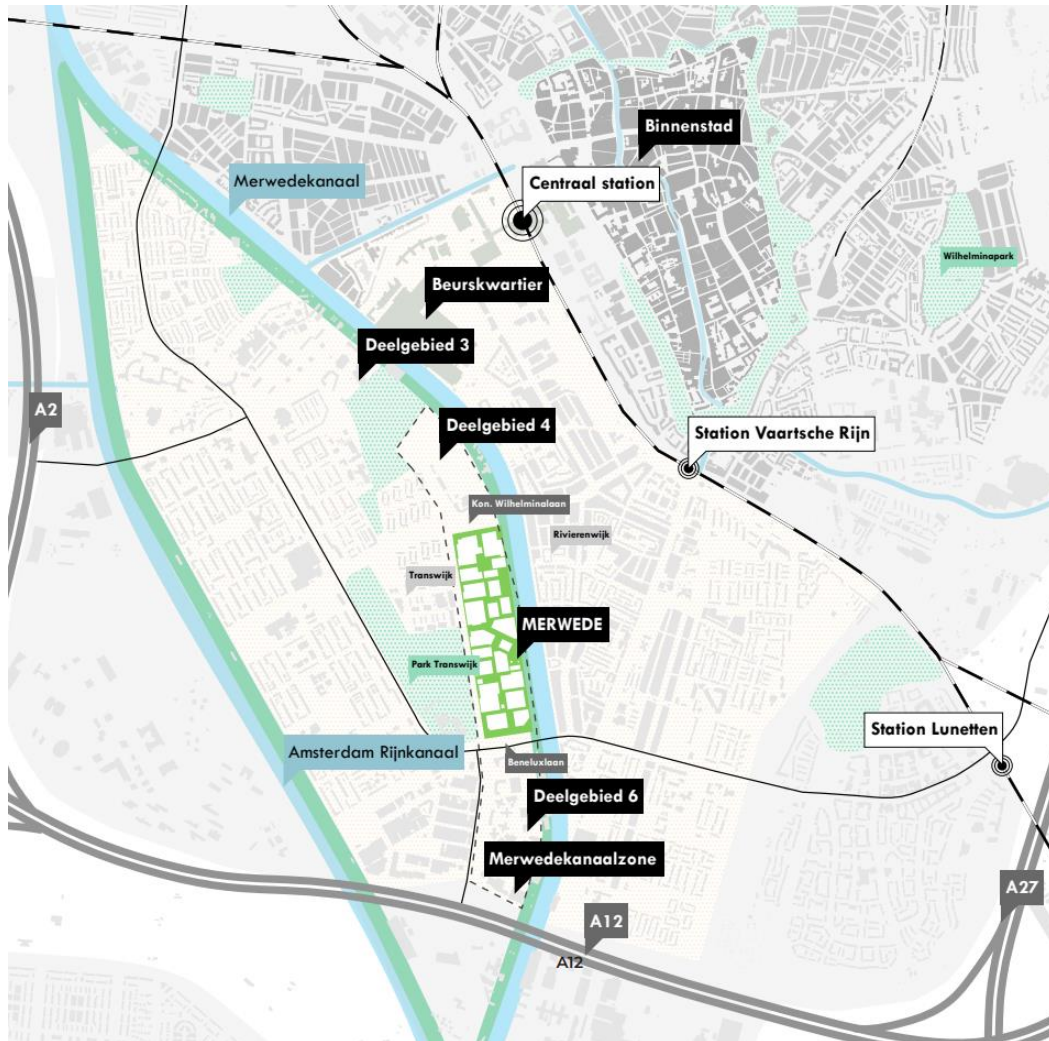 Binnenstad
Merwedekanaal
Centraal station
Wilhelminapark
Beurskwartier
Deelgebied 3
A2
Deelgebied 4
Station Vaartsche Rijn
Kon. Wilhelminalaan
Rivierenwijk
Transwijk
MERWEDE
Park Transwijk
Station Lunetten
Amsterdam Rijnkanaal
Beneluxlaan
Deelgebied 6
Merwedekanaalzone
A27
A12
A12